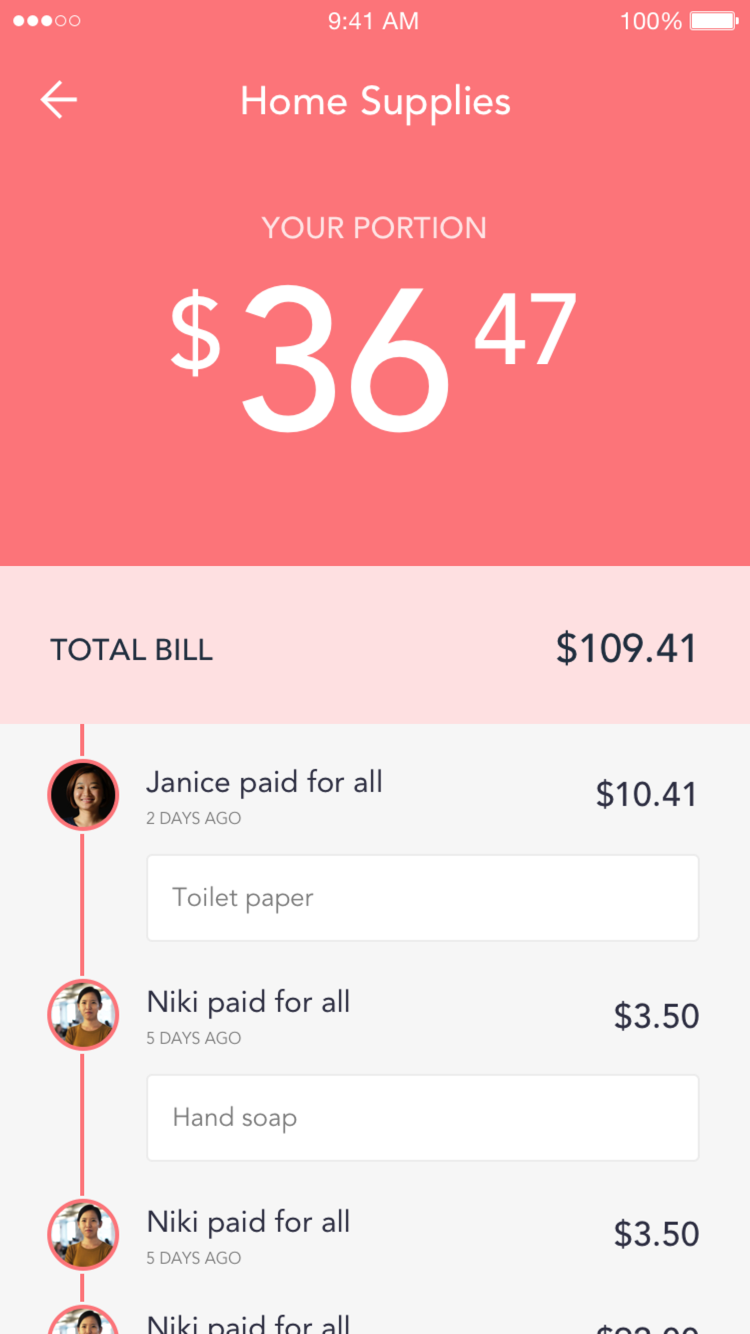 9:41 AM 100%
Home Supplies
YOUR PORTION
$36 47
TOTAL BILL $109.41
Janice paid for all $10.41
2 DAYS AGO
Toilet paper
Niki paid for all $3.50
5 DAYS AGO
Hand soap
Niki paid for all $3.50
5 DAYS AGO
Niki paid for all